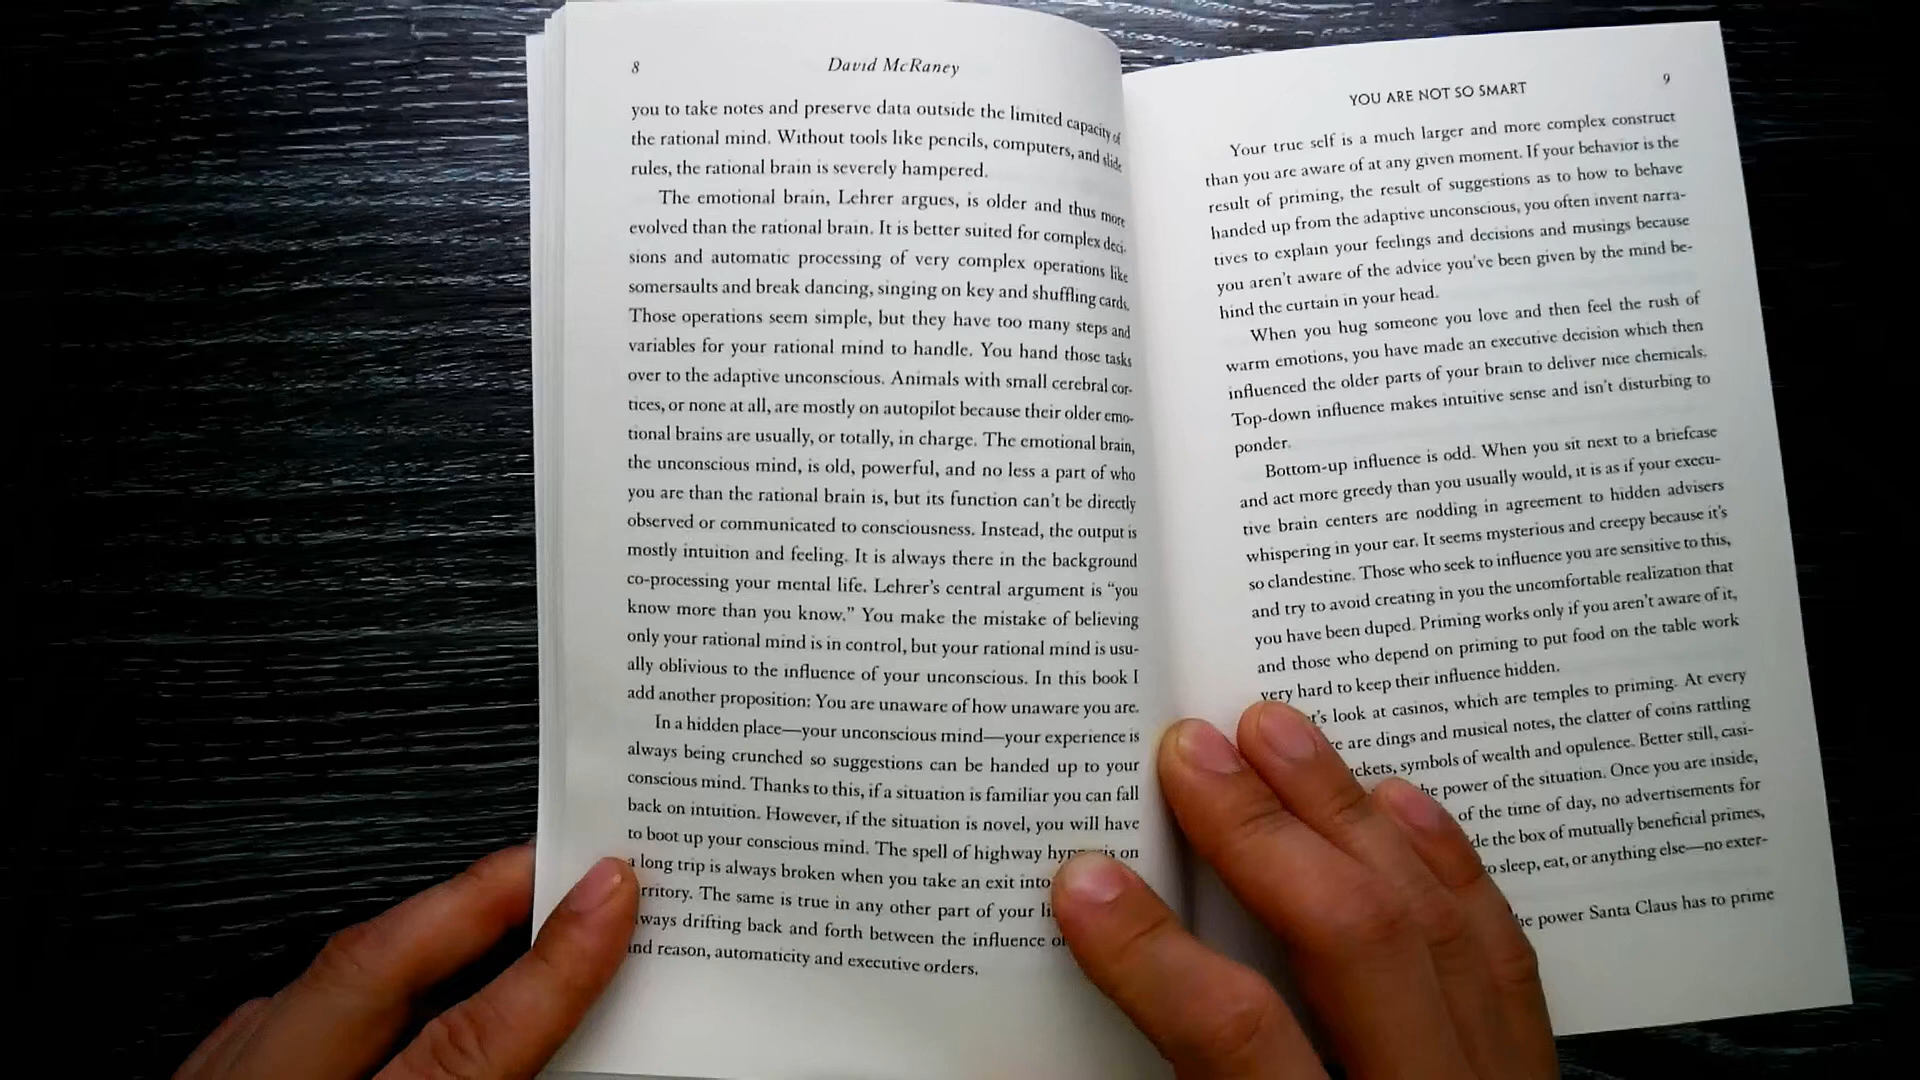 8
David McRaney
you to take notes and preserve data outside the limited capacity of
the rational mind. Without tools like pencils, computers, and slide
rules, the rational brain is severely hampered.
The emotional brain, Lehrer argues, is older and thus more
evolved than the rational brain. It is better suited for complex deci-
sions and automatic processing of very complex operations like
somersaults and break dancing, singing on key and shuffling cards.
Those operations seem simple, but they have too many steps and
variables for your rational mind to handle. You hand those tasks
over to the adaptive unconscious. Animals with small cerebral cor-
tices, or none at all, are mostly on autopilot because their older emo-
tional brains are usually, or totally, in charge. The emotional brain,
the unconscious mind, is old, powerful, and no less a part of who
you are than the rational brain is, but its function can't be directly
observed or communicated to consciousness. Instead, the output is
mostly intuition and feeling. It is always there in the background
co-processing your mental life. Lehrer's central argument is "you
know more than you know." You make the mistake of believing
only your rational mind is in control, but your rational mind is usu-
ally oblivious to the influence of your unconscious. In this book I
add another proposition: You are unaware of how unaware you are.
In a hidden place—your unconscious mind—your experience is
always being crunched so suggestions can be handed up to your
conscious mind. Thanks to this, if a situation is familiar you can fall
back on intuition. However, if the situation is novel, you will have
to boot up your conscious mind. The spell of highway on
a long trip is always broken when you take an exit into
The same is true in any other part of your
drifting back and forth between the influence
and reason, automaticity and executive orders.
YOU ARE NOT SO SMART
9
Your true self is a much larger and more complex construct
than you are aware of at any given moment. If your behavior is the
result of priming, the result of suggestions as to how to behave
handed up from the adaptive unconscious, you often invent narra-
tives to explain your feelings and decisions and musings because
you aren't aware of the advice you've been given by the mind be-
hind the curtain in your head.
When you hug someone you love and then feel the rush of
warm emotions, you have made an executive decision which then
influenced the older parts of your brain to deliver nice chemicals.
Top-down influence makes intuitive sense and isn't disturbing to
ponder.
Bottom-up influence is odd. When you sit next to a briefcase
and act more greedy than you usually would, it is as if your execu-
tive brain centers are nodding in agreement to hidden advisers
whispering in your ear. It seems mysterious and creepy because it's
so clandestine. Those who seek to influence you are sensitive to this,
and try to avoid creating in you the uncomfortable realization that
you have been duped. Priming works only if you aren't aware of it,
and those who depend on priming to put food on the table work
very hard to keep their influence hidden.
look at casinos, which are temples to priming. At every
are dings and musical notes, the clatter of coins rattling
symbols of wealth and opulence. Better still, casi-
power of the situation. Once you are inside,
of the time of day, no advertisements for
the box of mutually beneficial primes,
sleep, eat, or anything else—no exter-
power Santa Claus has to prime